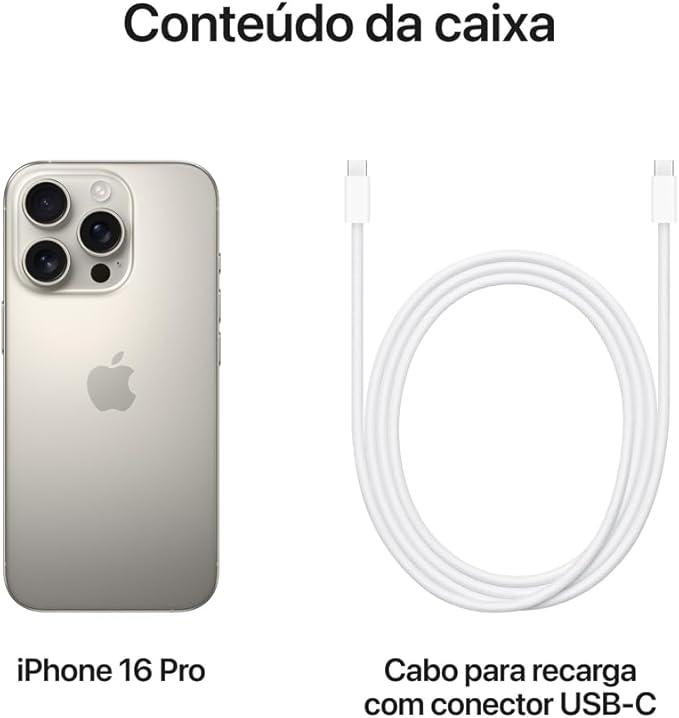 Conteúdo da caixa
iPhone 16 Pro
Cabo para recarga
com conector USB-C